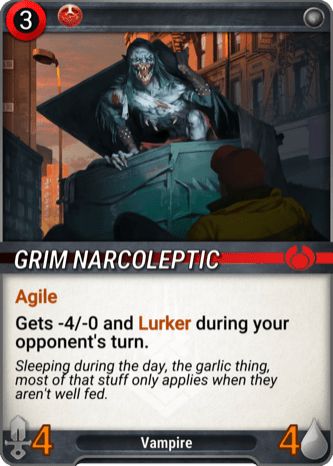 3
GRIM NARCOLEPTIC
Agile
Gets -4/-0 and Lurker during your
opponent's turn.
Sleeping during the day, the garlic thing,
most of that stuff only applies when they
aren't well fed.
4
Vampire
4